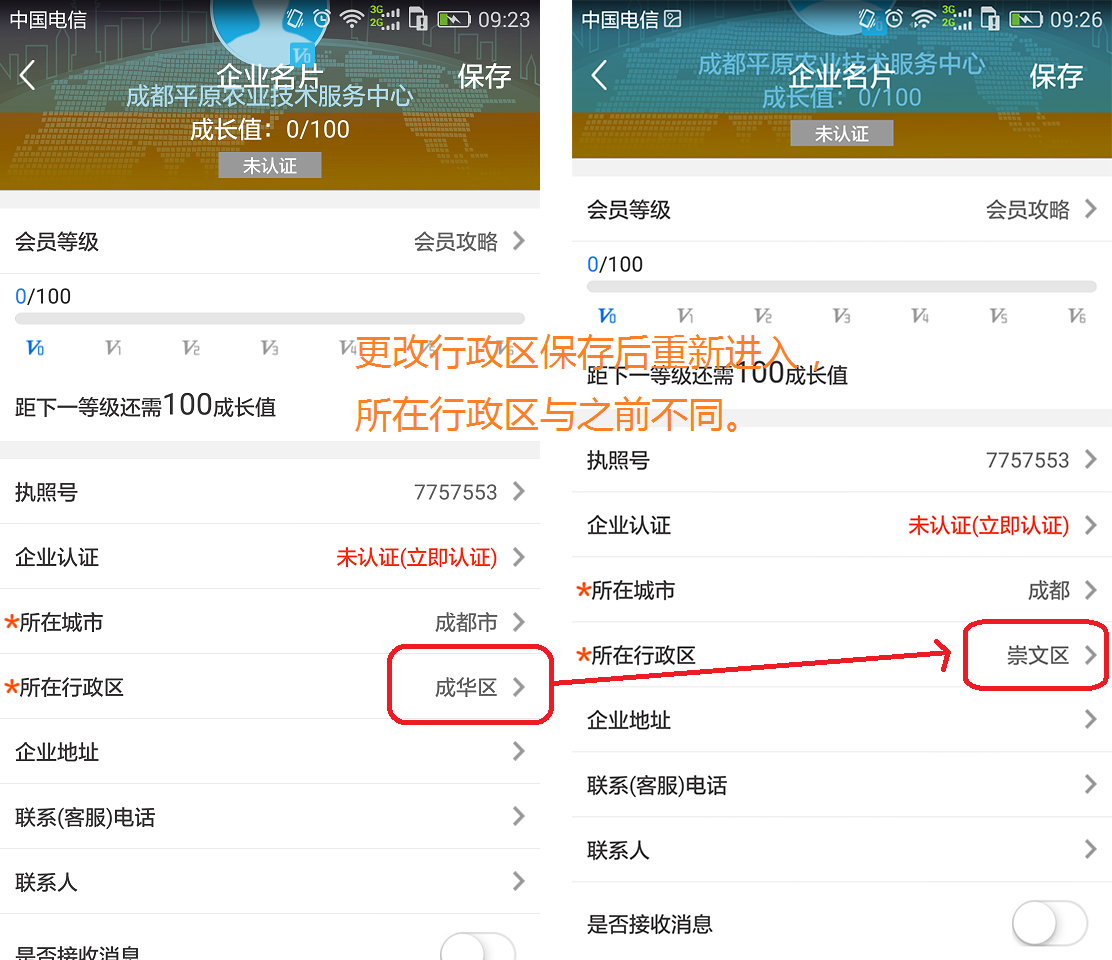 中国电信
3G
2G
09:23
V0
企业名片
保存
成都平原农业技术服务中心
成长值：0/100
未认证
会员等级
会员攻略
0/100
V0 V1 V2 V3 V4 V5 V6
距下一等级还需100成长值
执照号
7757553
企业认证
未认证(立即认证)
*所在城市
成都市
*所在行政区
成华区
企业地址
联系(客服)电话
联系人
是否接收消息
更改行政区保存后重新进入，
所在行政区与之前不同。
中国电信
3G
2G
09:26
成都平原农业技术服务中心
企业名片
保存
成长值：0/100
未认证
会员等级
会员攻略
0/100
V0 V1 V2 V3 V4 V5 V6
距下一等级还需100成长值
执照号
7757553
企业认证
未认证(立即认证)
*所在城市
成都
*所在行政区
崇文区
企业地址
联系(客服)电话
联系人
是否接收消息